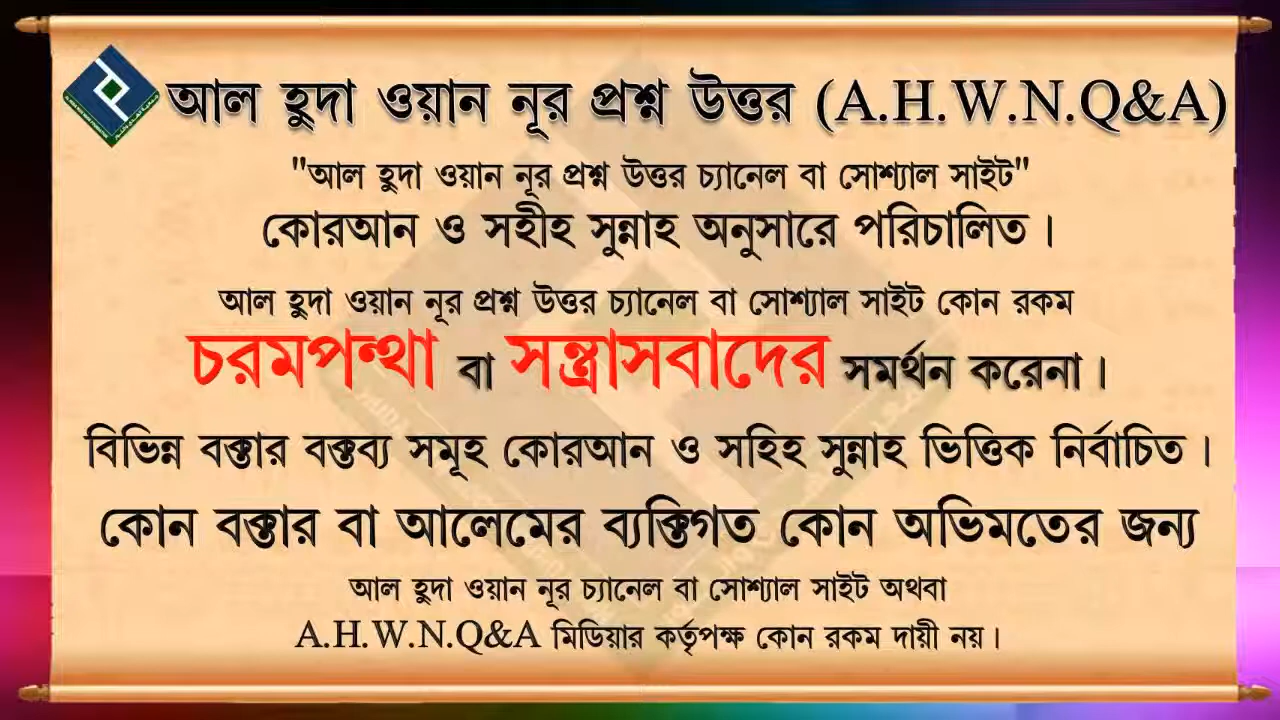 আল হুদা ওয়ান নূর প্রশ্ন উত্তর (A.H.W.N.Q&A)
"আল হুদা ওয়ান নূর প্রশ্ন উত্তর চ্যানেল বা সোশ্যাল সাইট"
কোরআন ও সহীহ সুন্নাহ অনুসারে পরিচালিত।
আল হুদা ওয়ান নূর প্রশ্ন উত্তর চ্যানেল বা সোশ্যাল সাইট কোন রকম
চরমপন্থা বা সন্ত্রাসবাদের সমর্থন করেনা।
বিভিন্ন বক্তার বক্তব্য সমূহ কোরআন ও সহিহ সুন্নাহ ভিত্তিক নির্বাচিত।
কোন বক্তার বা আলেমের ব্যক্তিগত কোন অভিমতের জন্য
আল হুদা ওয়ান নূর চ্যানেল বা সোশ্যাল সাইট অথবা
A.H.W.N.Q&A মিডিয়ার কর্তৃপক্ষ কোন রকম দায়ী নয়।